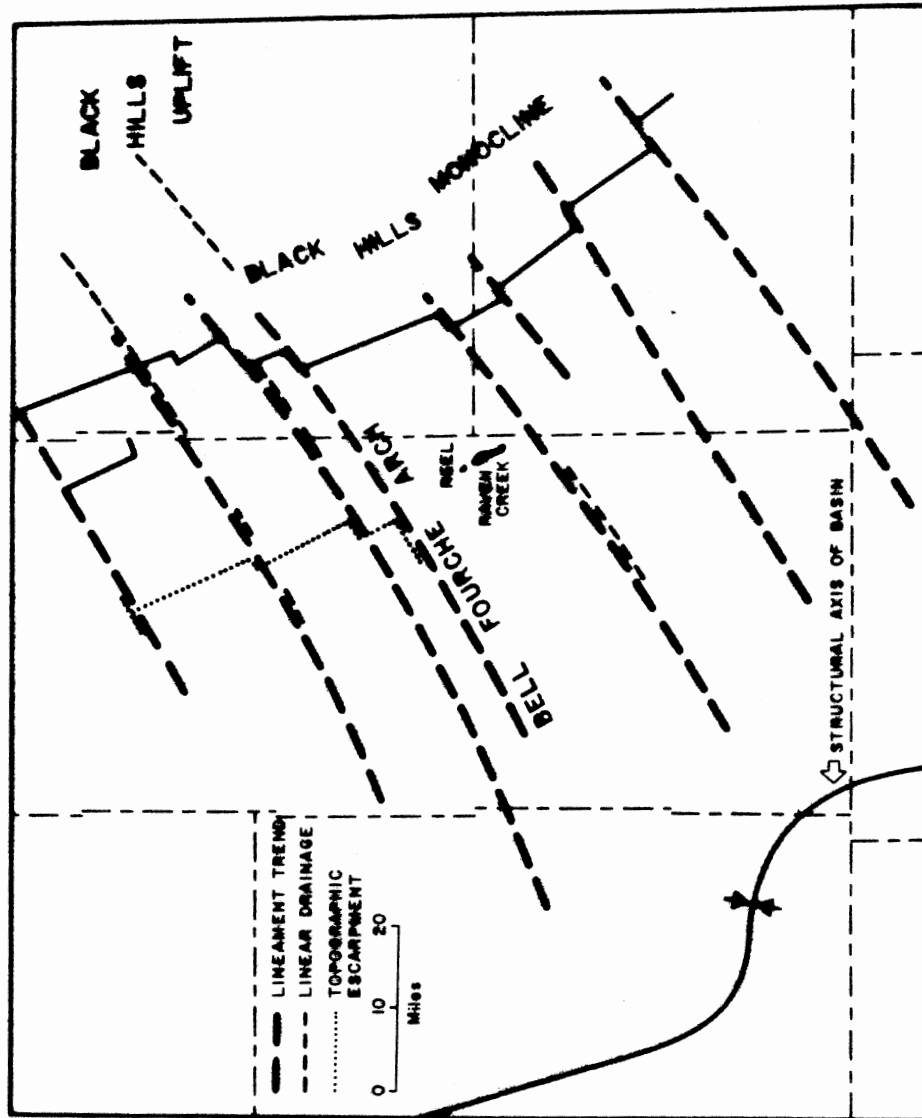 BLACK
HILLS
UPLIFT
BLACK HILLS MONOCLINE
REEL
RAVEN
CREEK
BELL FOURCHE ARCH
STRUCTURAL AXIS OF BASIN
LINEAMENT TREND
LINEAR DRAINAGE
TOPOGRAPHIC
ESCARPMENT
0 10 20
Miles